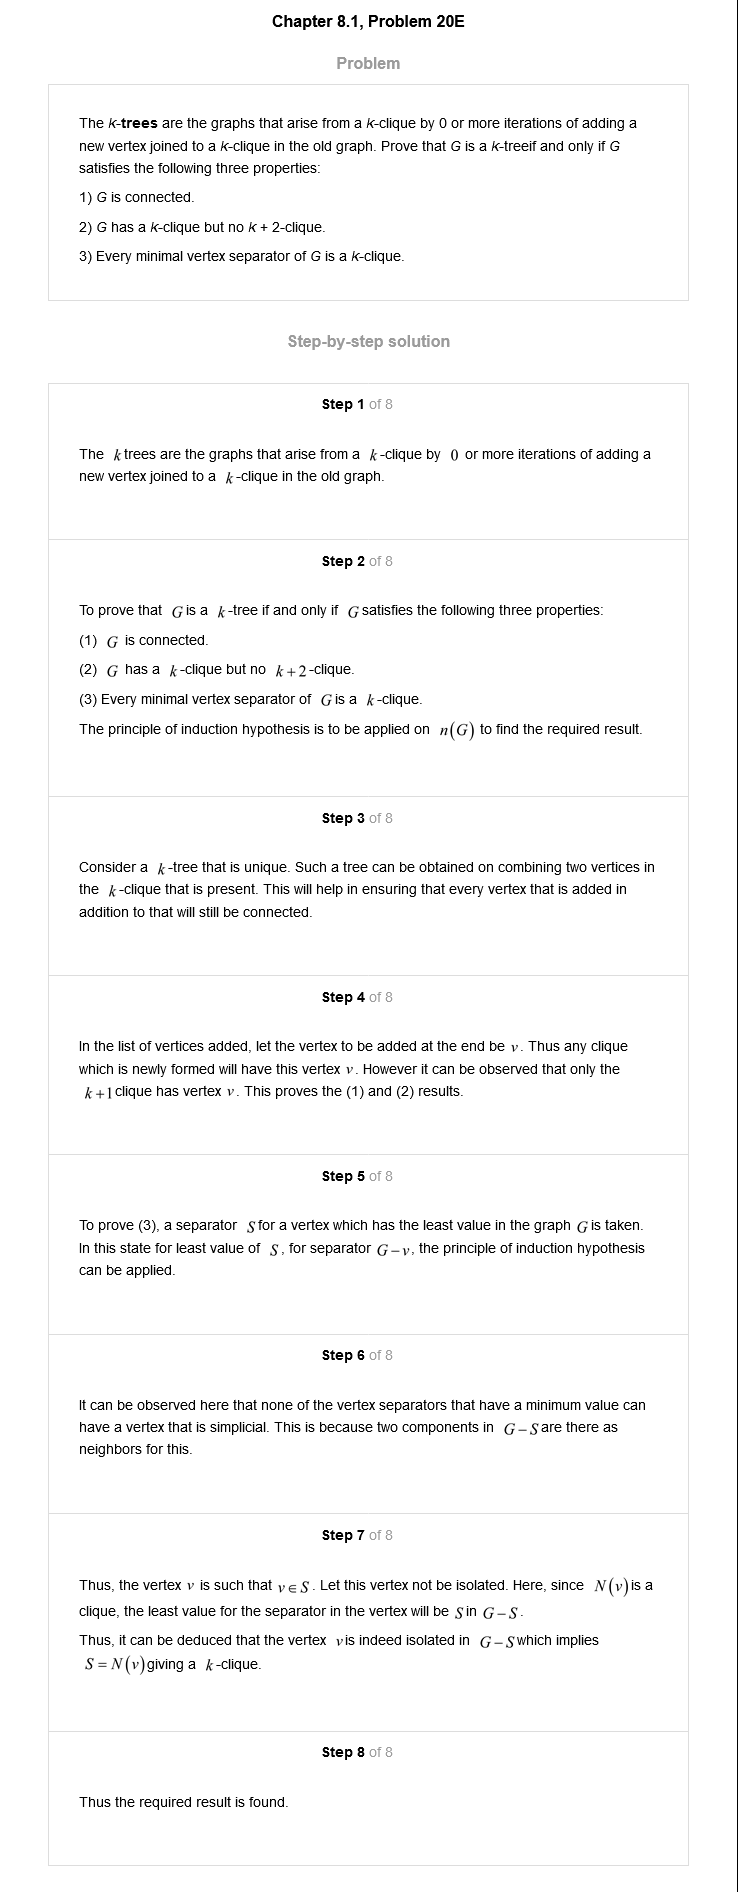 Chapter 8.1, Problem 20E
Problem
The k-trees are the graphs that arise from a k-clique by 0 or more iterations of adding a
new vertex joined to a k-clique in the old graph. Prove that G is a k-treeif and only if G
satisfies the following three properties:
1) G is connected.
2) G has a k-clique but no k + 2-clique.
3) Every minimal vertex separator of G is a k-clique.
Step-by-step solution
Step 1 of 8
The k trees are the graphs that arise from a k-clique by 0 or more iterations of adding a
new vertex joined to a k-clique in the old graph.
Step 2 of 8
To prove that G is a k-tree if and only if G satisfies the following three properties:
(1) G is connected.
(2) G has a k-clique but no k+2-clique.
(3) Every minimal vertex separator of G is a k-clique.
The principle of induction hypothesis is to be applied on n(G) to find the required result.
Step 3 of 8
Consider a k-tree that is unique. Such a tree can be obtained on combining two vertices in
the k-clique that is present. This will help in ensuring that every vertex that is added in
addition to that will still be connected.
Step 4 of 8
In the list of vertices added, let the vertex to be added at the end be v. Thus any clique
which is newly formed will have this vertex v. However it can be observed that only the
k+1 clique has vertex v. This proves the (1) and (2) results.
Step 5 of 8
To prove (3), a separator S for a vertex which has the least value in the graph G is taken.
In this state for least value of S, for separator G−v, the principle of induction hypothesis
can be applied.
Step 6 of 8
It can be observed here that none of the vertex separators that have a minimum value can
have a vertex that is simplicial. This is because two components in G−S are there as
neighbors for this.
Step 7 of 8
Thus, the vertex v is such that v∈S. Let this vertex not be isolated. Here, since N(v) is a
clique, the least value for the separator in the vertex will be S in G−S.
Thus, it can be deduced that the vertex v is indeed isolated in G−S which implies
S=N(v) giving a k-clique.
Step 8 of 8
Thus the required result is found.